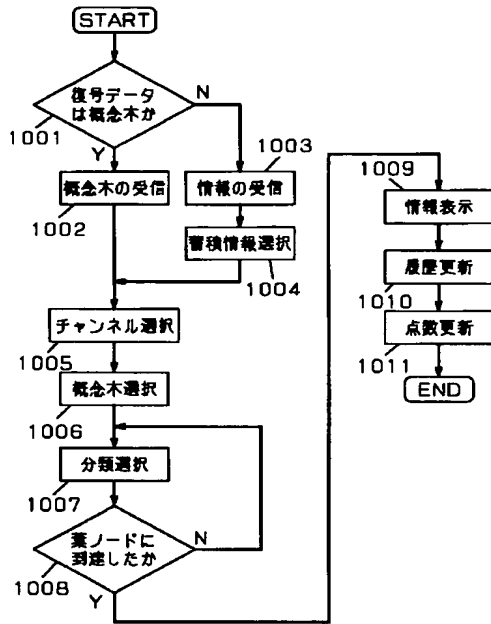 START
復号データ
は概念木か
1001
N
Y
概念木の受信
1002
1003
情報の受信
蓄積情報選択
1004
チャンネル選択
1005
概念木選択
1006
分類選択
1007
葉ノードに
到達したか
1008
N
Y
1009
情報表示
履歴更新
1010
点数更新
1011
END